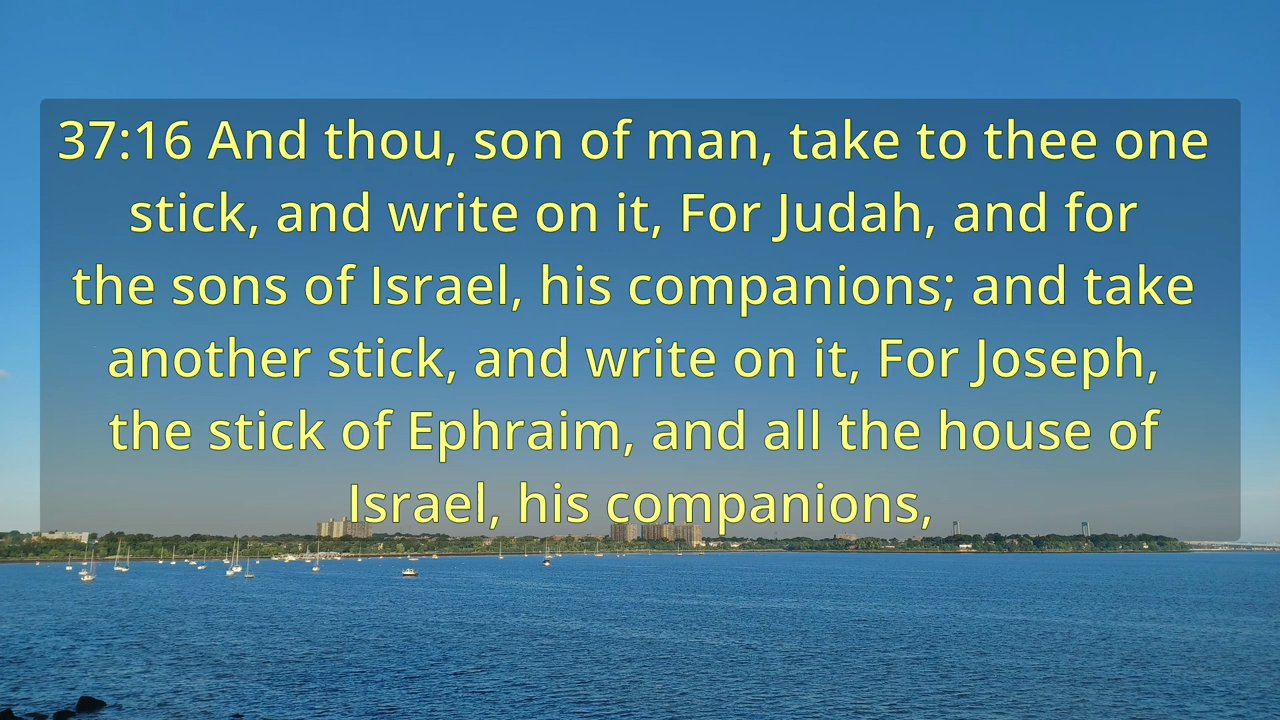 37:16 And thou, son of man, take to thee one
stick, and write on it, For Judah, and for
the sons of Israel, his companions; and take
another stick, and write on it, For Joseph,
the stick of Ephraim, and all the house of
Israel, his companions,